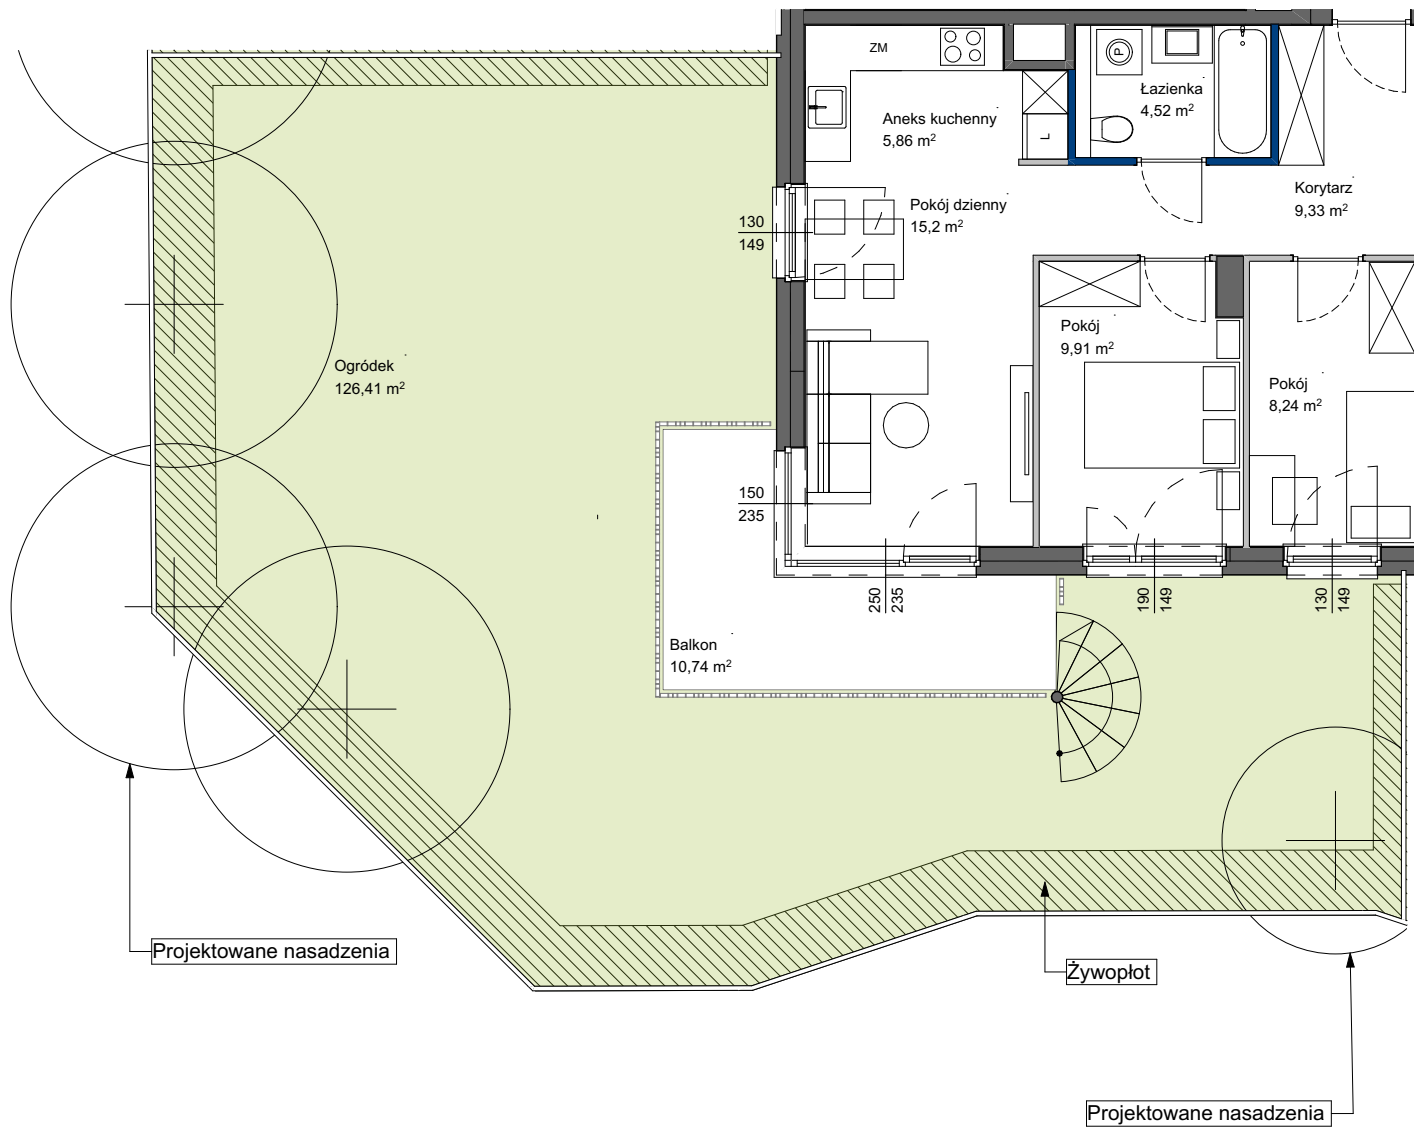 ZM
Aneks kuchenny
5,86 m²
L
P
Łazienka
4,52 m²
Korytarz
9,33 m²
Pokój dzienny
15,2 m²
130
149
Pokój
9,91 m²
Pokój
8,24 m²
Ogródek
126,41 m²
150
235
250
235
190
149
130
149
Balkon
10,74 m²
Projektowane nasadzenia
Żywopłot
Projektowane nasadzenia